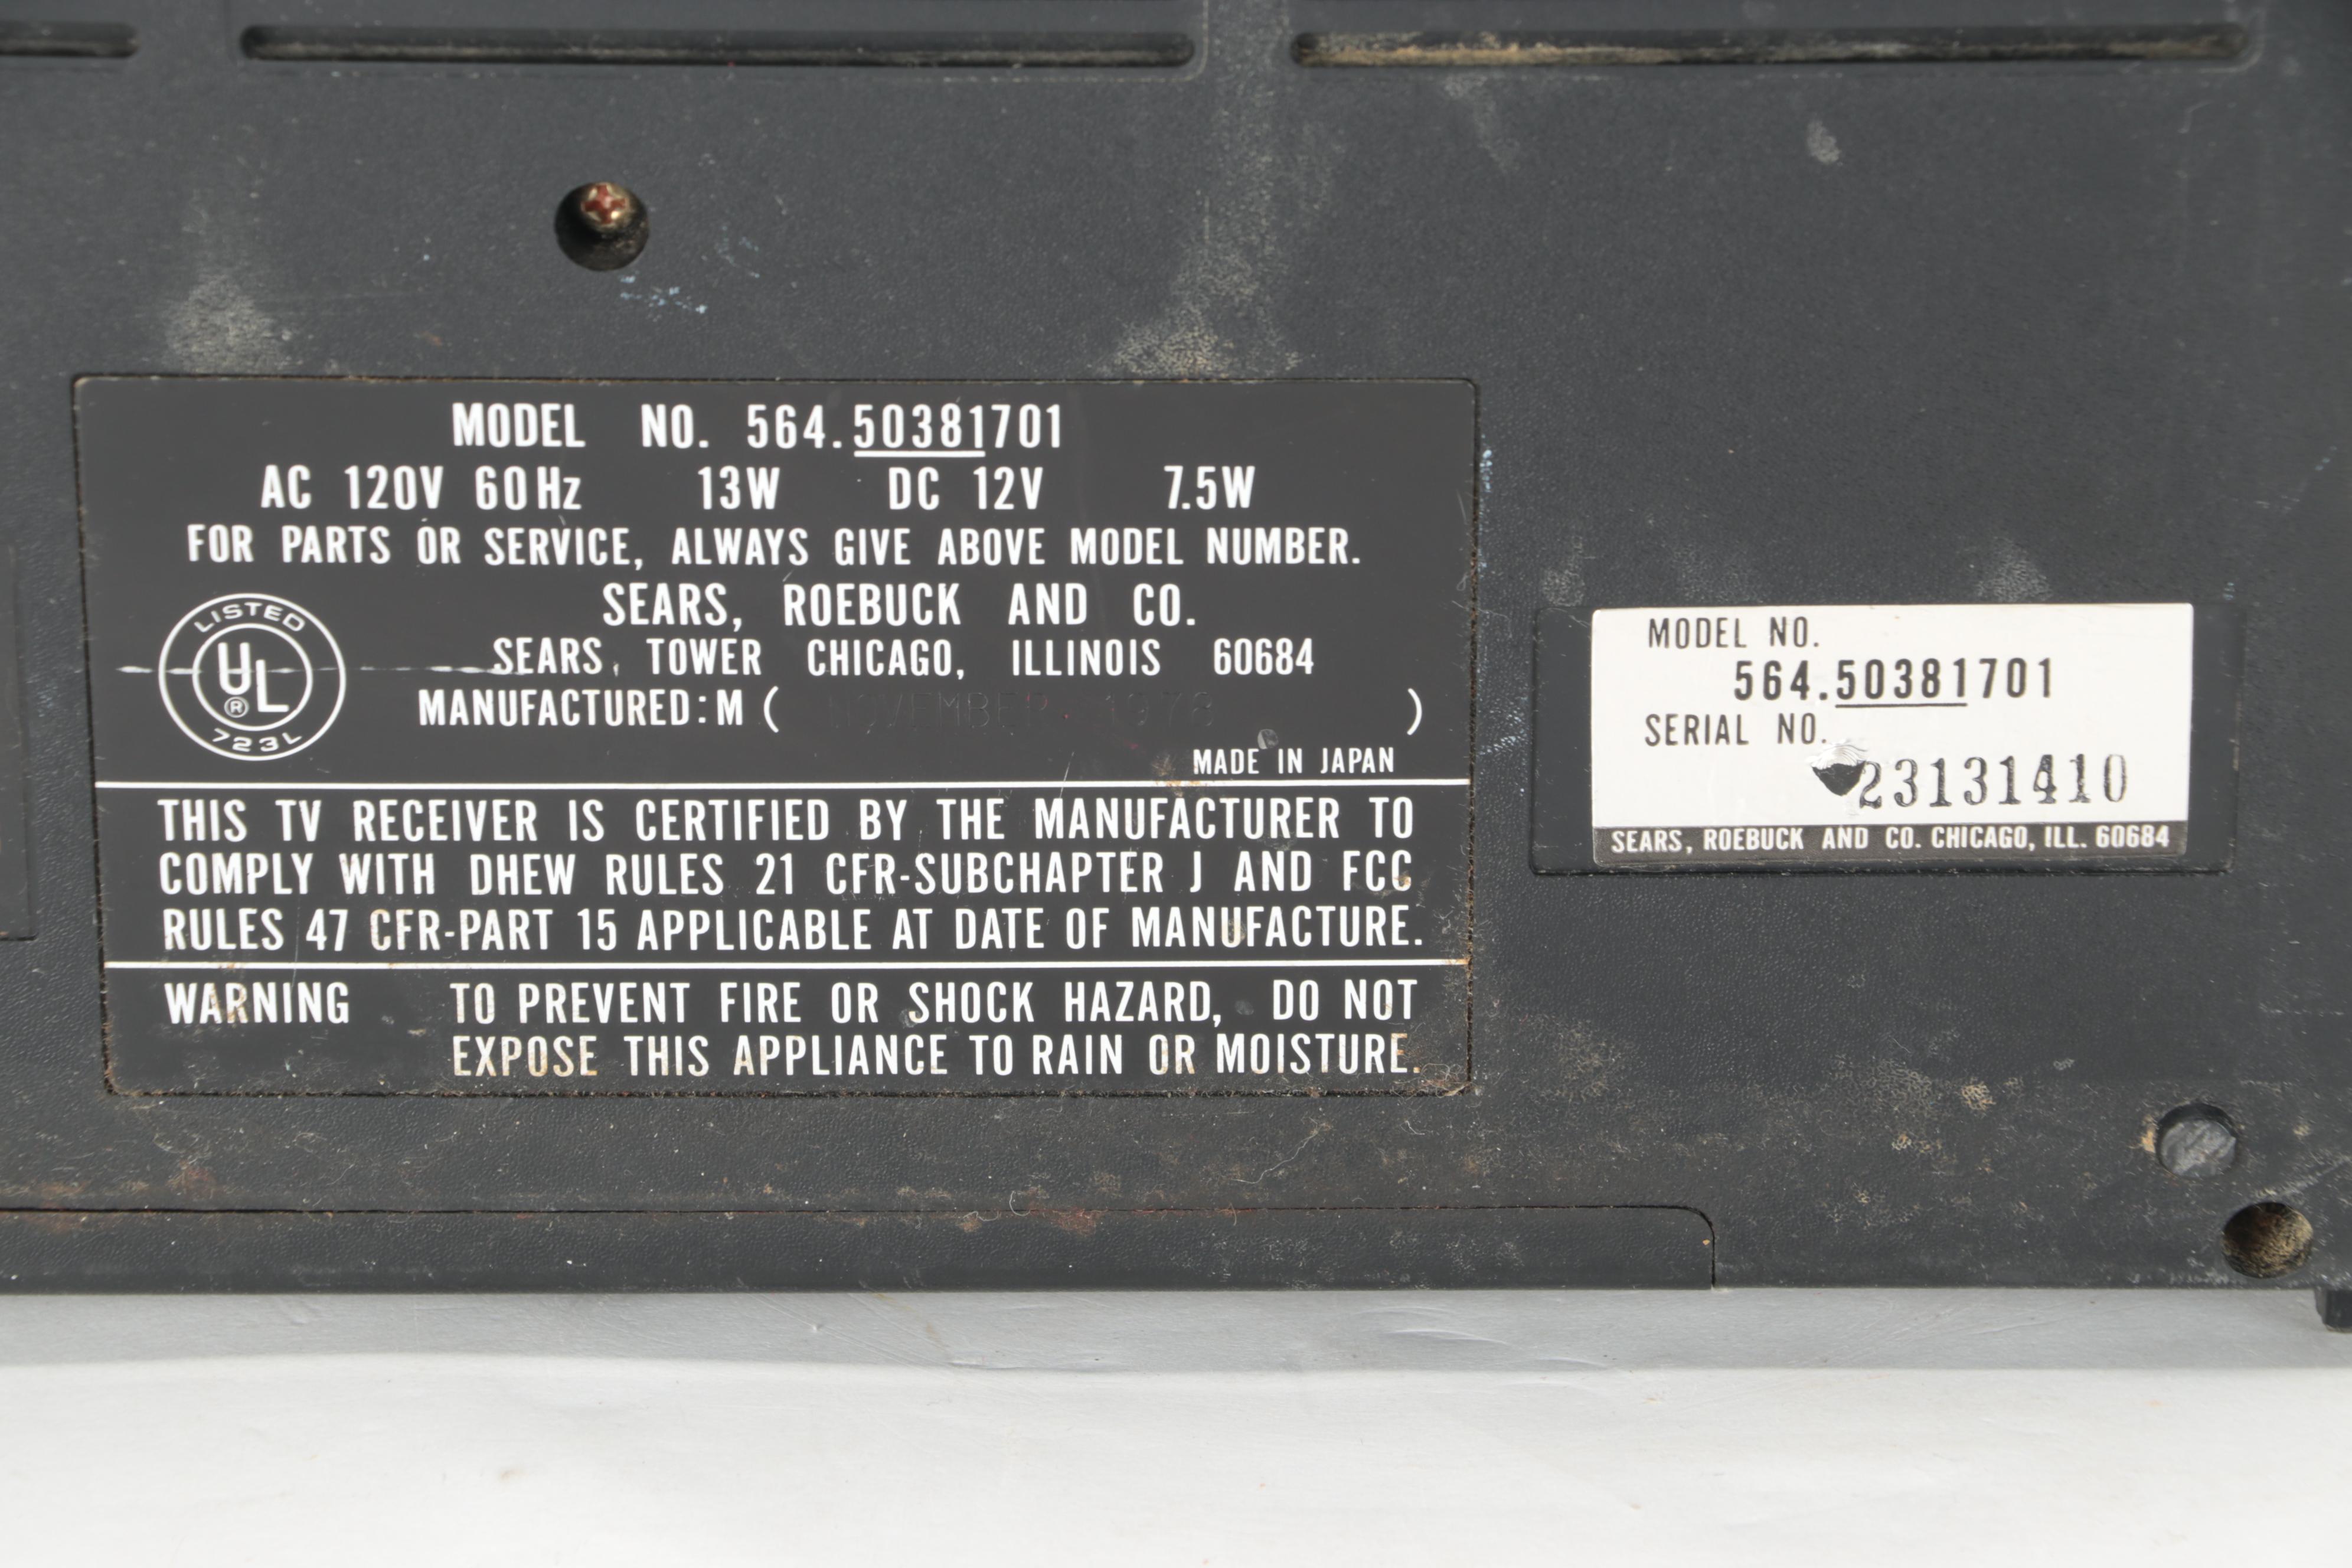 MODEL NO. 564.50381701
AC 120V 60Hz 13W DC 12V 7.5W
FOR PARTS OR SERVICE, ALWAYS GIVE ABOVE MODEL NUMBER.
SEARS, ROEBUCK AND CO.
SEARS, TOWER CHICAGO, ILLINOIS 60684
MANUFACTURED: M ( NOVEMBER 1978 )
MADE IN JAPAN
LISTED
UL
®
723L
THIS TV RECEIVER IS CERTIFIED BY THE MANUFACTURER TO
COMPLY WITH DHEW RULES 21 CFR-SUBCHAPTER J AND FCC
RULES 47 CFR-PART 15 APPLICABLE AT DATE OF MANUFACTURE.
WARNING TO PREVENT FIRE OR SHOCK HAZARD, DO NOT
EXPOSE THIS APPLIANCE TO RAIN OR MOISTURE.
MODEL NO.
564.50381701
SERIAL NO.
23131410
SEARS, ROEBUCK AND CO. CHICAGO, ILL. 60684